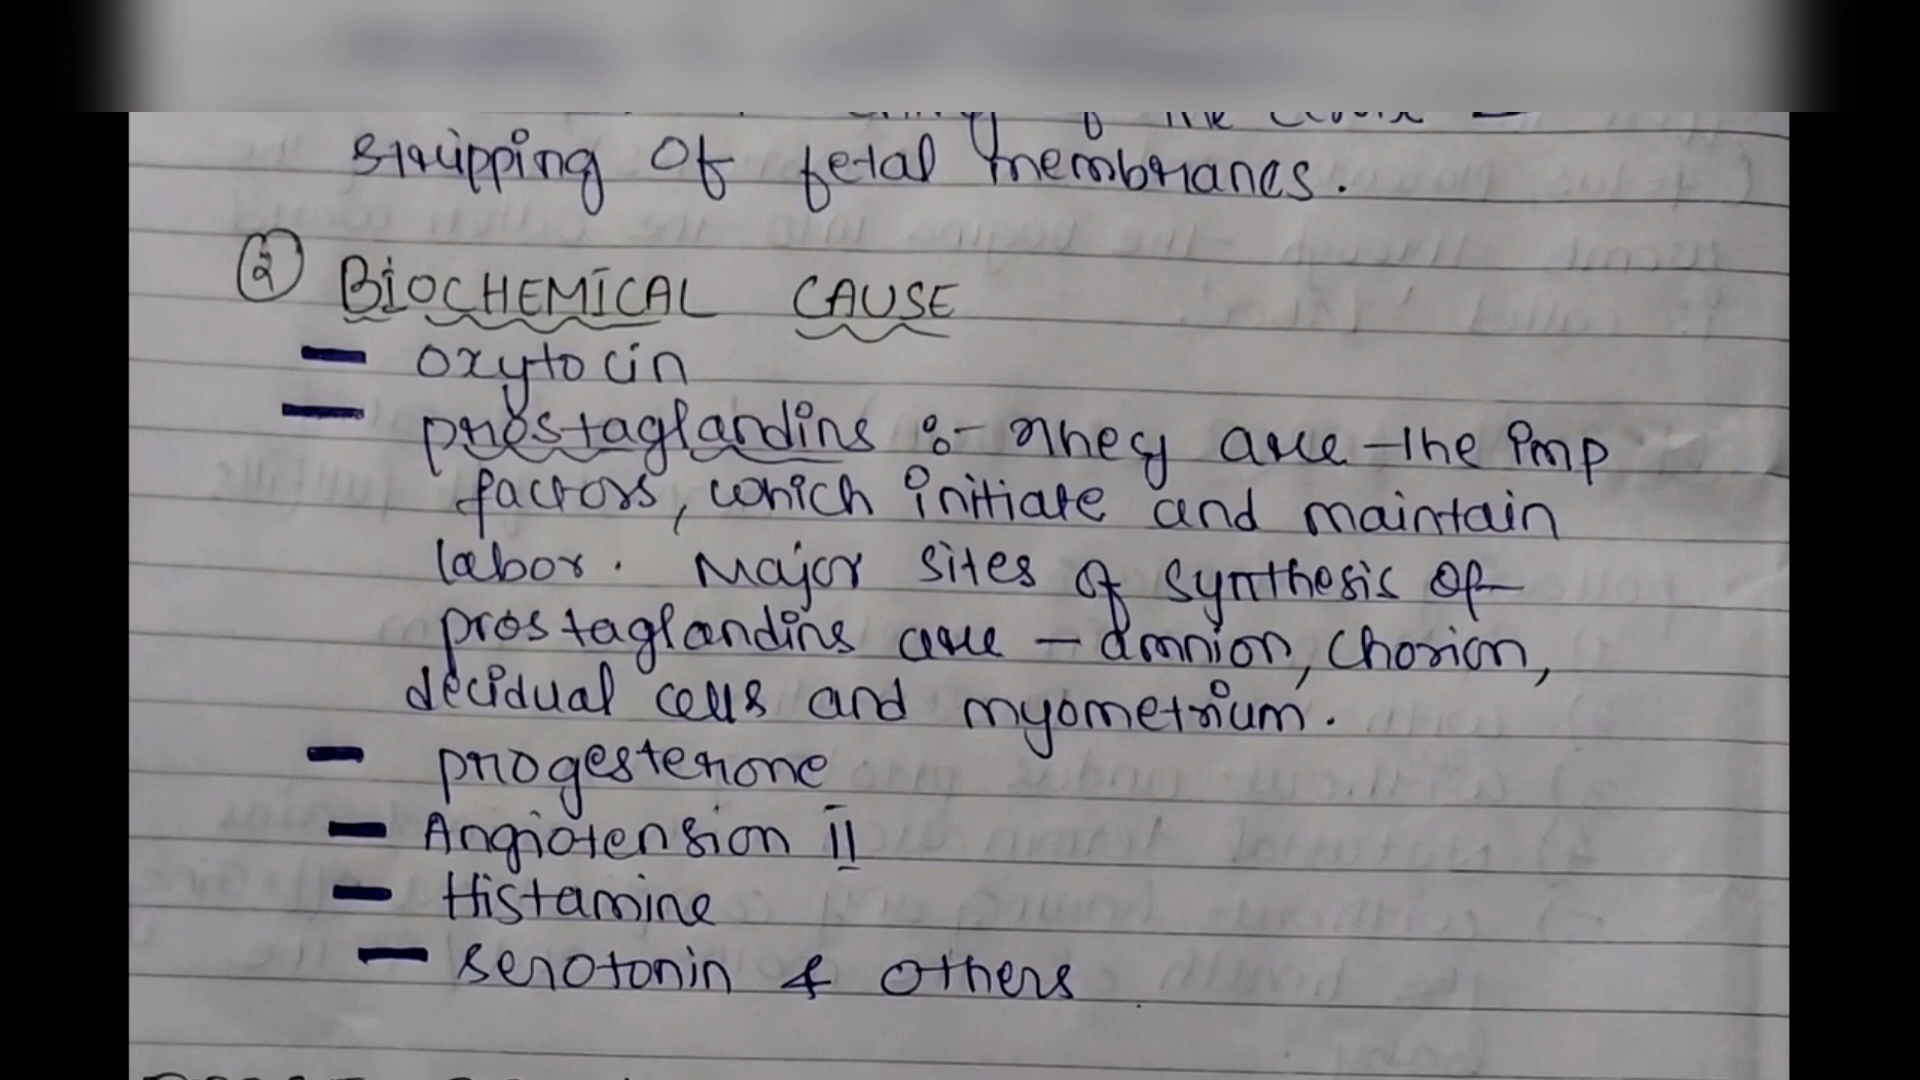 stripping of fetal membranes.
② BIOCHEMICAL CAUSE
- oxytocin
- prostaglandins :- They are the imp
factors, which initiate and maintain
labor. Major sites of synthesis of
prostaglandins are - amnion, chorion,
decidual cells and myometrium.
- progesterone
- Angiotension II
- Histamine
- serotonin & others